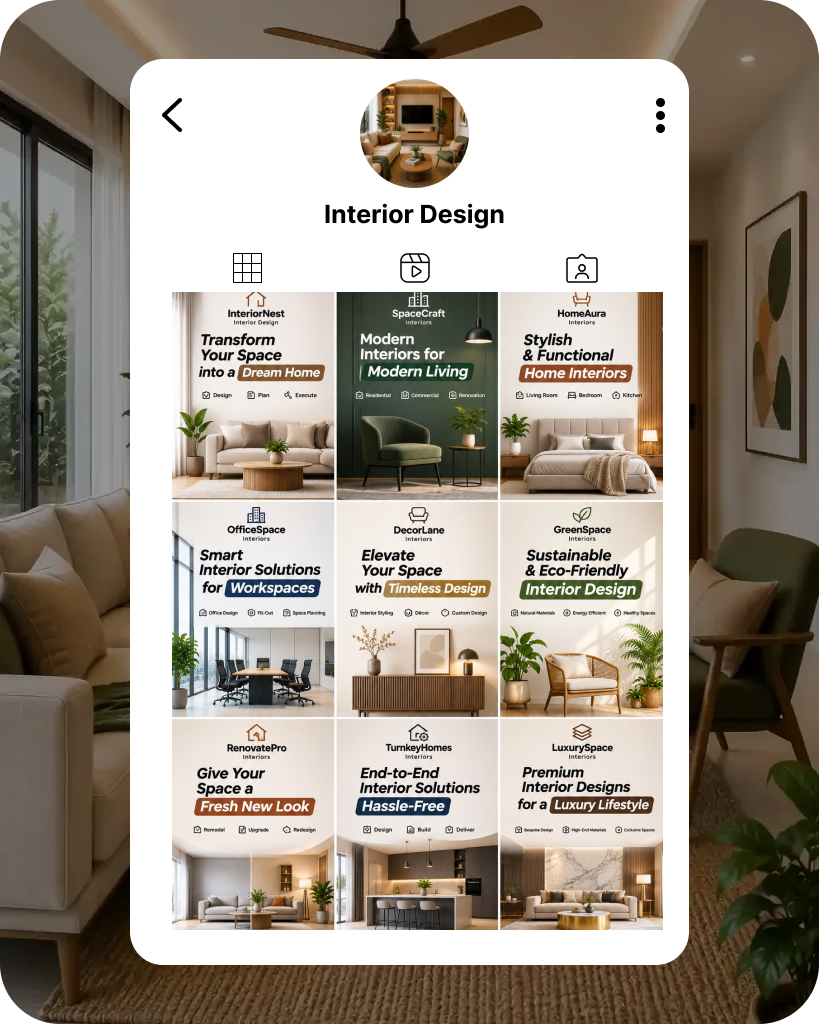 Interior Design
InteriorNest
Interior Design
Transform
Your Space
into a Dream Home
Design Plan Execute
SpaceCraft
Interiors
Modern
Interiors for
Modern Living
Residential Commercial Renovation
HomeAura
Interiors
Stylish
& Functional
Home Interiors
Living Room Bedroom Kitchen
OfficeSpace
Interiors
Smart
Interior Solutions
for Workspaces
Office Design Fit-Out Space Planning
DecorLane
Interiors
Elevate
Your Space
with Timeless Design
Interior Styling Décor Custom Design
GreenSpace
Interiors
Sustainable
& Eco-Friendly
Interior Design
Natural Materials Energy Efficient Healthy Spaces
RenovatePro
Interiors
Give Your
Space a
Fresh New Look
Remodel Upgrade Redesign
TurnkeyHomes
Interiors
End-to-End
Interior Solutions
Hassle-Free
Design Build Deliver
LuxurySpace
Interiors
Premium
Interior Designs
for a Luxury Lifestyle
Bespoke Design High-End Materials Exclusive Spaces